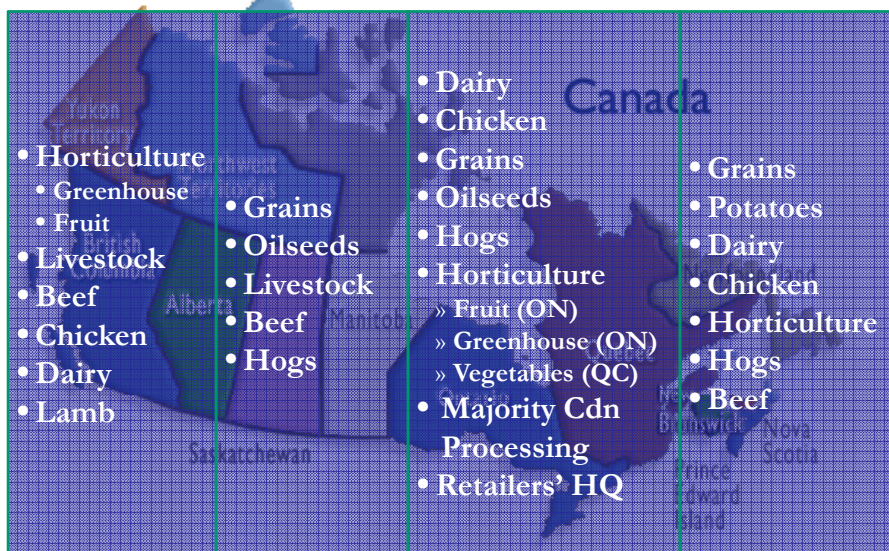 • Horticulture
• Greenhouse
• Fruit
• Livestock
• Beef
• Chicken
• Dairy
• Lamb
• Grains
• Oilseeds
• Livestock
• Beef
• Hogs
• Dairy
• Chicken
• Grains
• Oilseeds
• Hogs
• Horticulture
» Fruit (ON)
» Greenhouse (ON)
» Vegetables (QC)
• Majority Cdn
Processing
• Retailers' HQ
• Grains
• Potatoes
• Dairy
• Chicken
• Horticulture
• Hogs
• Beef
Canada
Yukon
Territory
Northwest
Territories
British
Columbia
Alberta
Saskatchewan
Manitoba
Ontario
Quebec
Brunswick
Nova
Scotia
Prince
Edward
Island